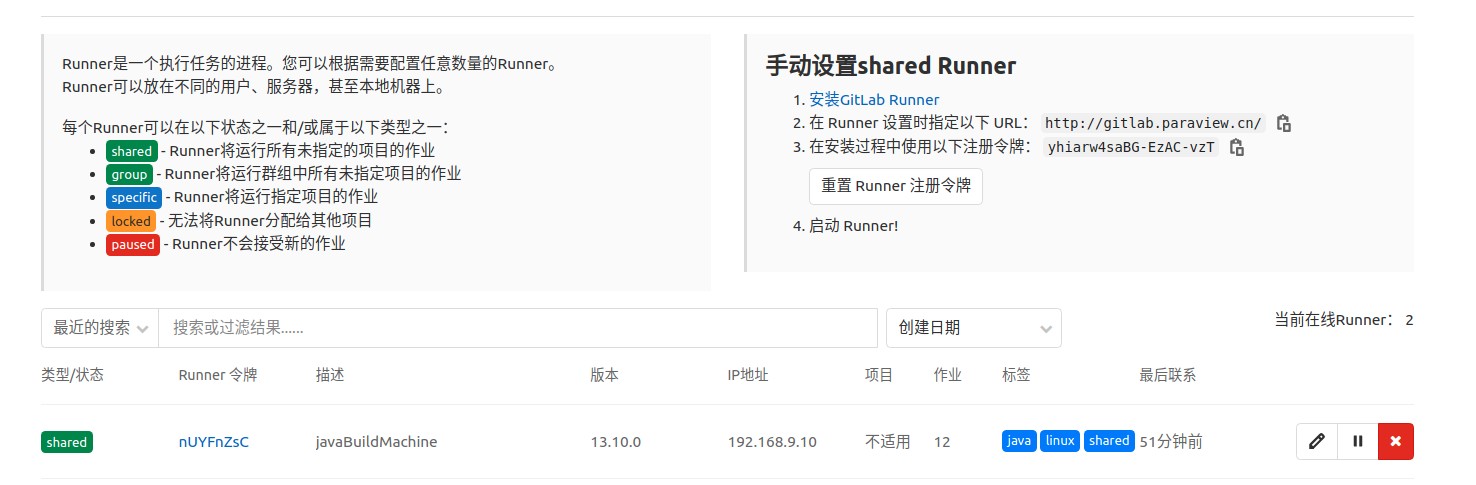 Runner是一个执行任务的进程。您可以根据需要配置任意数量的Runner。
Runner可以放在不同的用户、服务器，甚至本地机器上。
每个Runner可以在以下状态之一和/或属于以下类型之一：
shared - Runner将运行所有未指定的项目的作业
group - Runner将运行群组中所有未指定项目的作业
specific - Runner将运行指定项目的作业
locked - 无法将Runner分配给其他项目
paused - Runner不会接受新的作业
手动设置shared Runner
1. 安装GitLab Runner
2. 在 Runner 设置时指定以下 URL： http://gitlab.paraview.cn/
3. 在安装过程中使用以下注册令牌： yhiarw4saBG-EzAC-vzT
重置 Runner 注册令牌
4. 启动 Runner!
最近的搜索 搜索或过滤结果...... 创建日期 当前在线Runner： 2
类型/状态 Runner 令牌 描述 版本 IP地址 项目 作业 标签 最后联系
shared nUYFnZsC javaBuildMachine 13.10.0 192.168.9.10 不适用 12 java linux shared 51分钟前